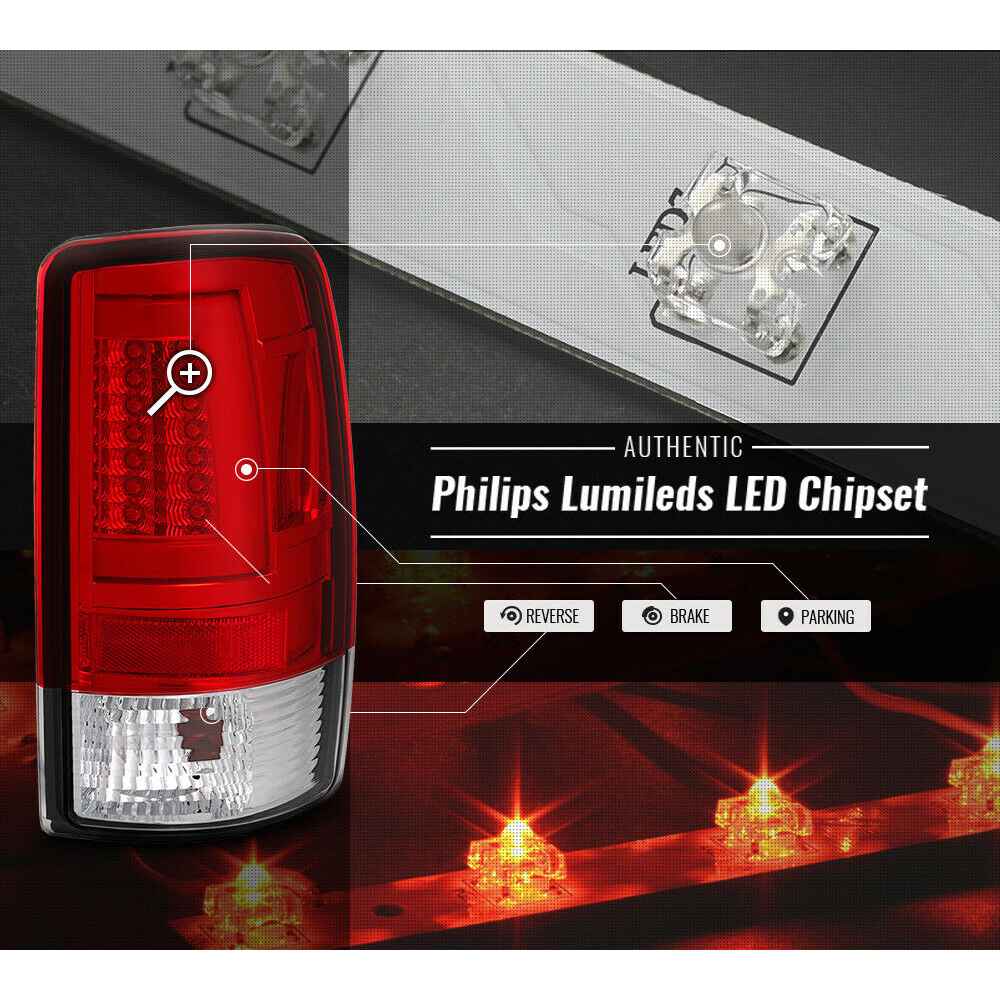 AUTHENTIC
Philips Lumileds LED Chipset
REVERSE
BRAKE
PARKING